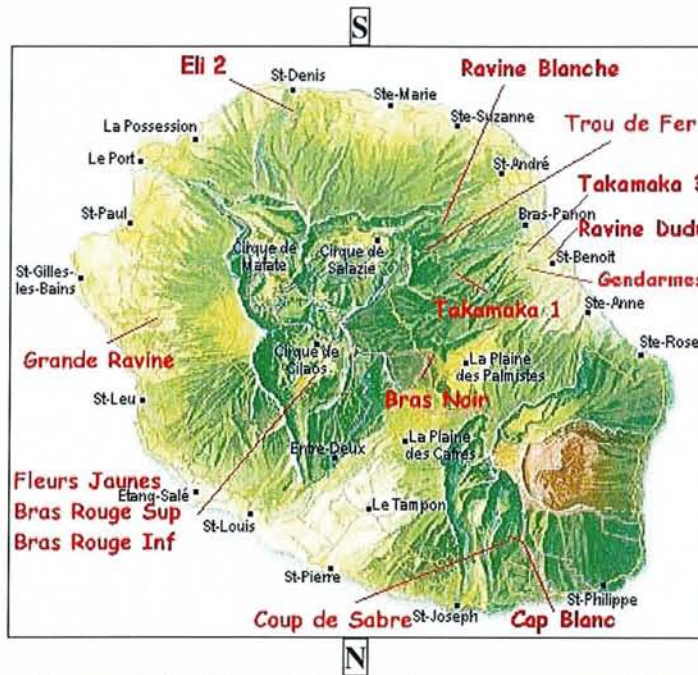 S
Eli 2
St-Denis
Ravine Blanche
Ste-Marie
Ste-Suzanne
La Possession
Trou de Fer
Le Port
St-André
Takamaka 3
St-Paul
Bras-Panon
Ravine Dudu
Cirque de
Mafate
Cirque de
Salazie
St-Benoit
St-Gilles-
les-Bains
Gendarmes
Takamaka 1
Ste-Anne
Grande Ravine
Cirque de
Cilaos
La Plaine
des Palmistes
Ste-Rose
St-Leu
Bras Noir
La Plaine
des Cafres
Entre-Deux
Fleurs Jaunes
Bras Rouge Sup
Bras Rouge Inf
Etang-Salé
Le Tampon
St-Louis
St-Pierre
St-Philippe
Coup de Sabre
St-Joseph
Cap Blanc
N